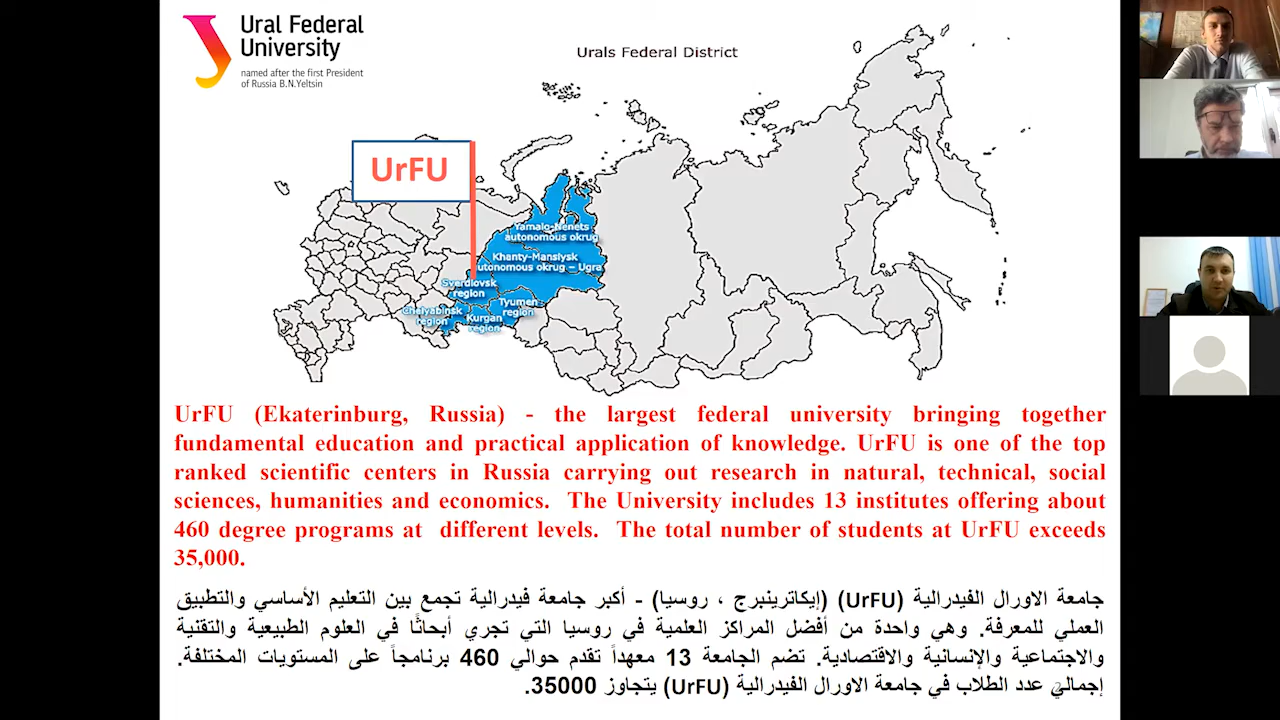 Ural Federal
University
named after the first President
of Russia B.N.Yeltsin
Urals Federal District
UrFU
Yamalo-Nenets
autonomous okrug
Khanty-Mansiysk
autonomous okrug – Ugra
Sverdlovsk
region
Tyumen
region
Chelyabinsk
region
Kurgan
region
UrFU (Ekaterinburg, Russia) - the largest federal university bringing together
fundamental education and practical application of knowledge. UrFU is one of the top
ranked scientific centers in Russia carrying out research in natural, technical, social
sciences, humanities and economics. The University includes 13 institutes offering about
460 degree programs at different levels. The total number of students at UrFU exceeds
35,000.
جامعة الاورال الفيدرالية (UrFU) (إيكاترينبرج ، روسيا) - أكبر جامعة فيدرالية تجمع بين التعليم الأساسي والتطبيق
العملي للمعرفة. وهي واحدة من أفضل المراكز العلمية في روسيا التي تجري أبحاثًا في العلوم الطبيعية والتقنية
والاجتماعية والإنسانية والاقتصادية. تضم الجامعة 13 معهداً تقدم حوالي 460 برنامجاً على المستويات المختلفة.
إجمالي عدد الطلاب في جامعة الاورال الفيدرالية (UrFU) يتجاوز 35000.